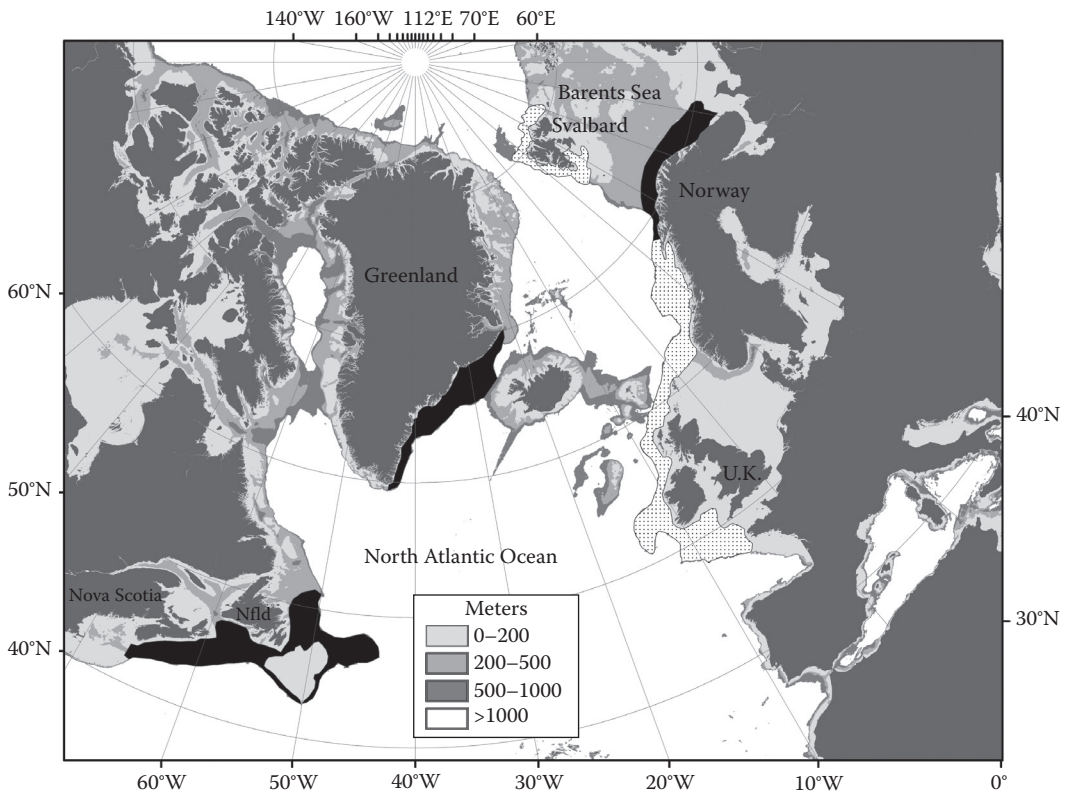 140°W 160°W 112°E 70°E 60°E
Barents Sea
Svalbard
Norway
Greenland
60°N
40°N
U.K.
50°N
North Atlantic Ocean
Nova Scotia
Nfld
Meters
0–200
200–500
500–1000
>1000
30°N
40°N
60°W 50°W 40°W 30°W 20°W 10°W 0°